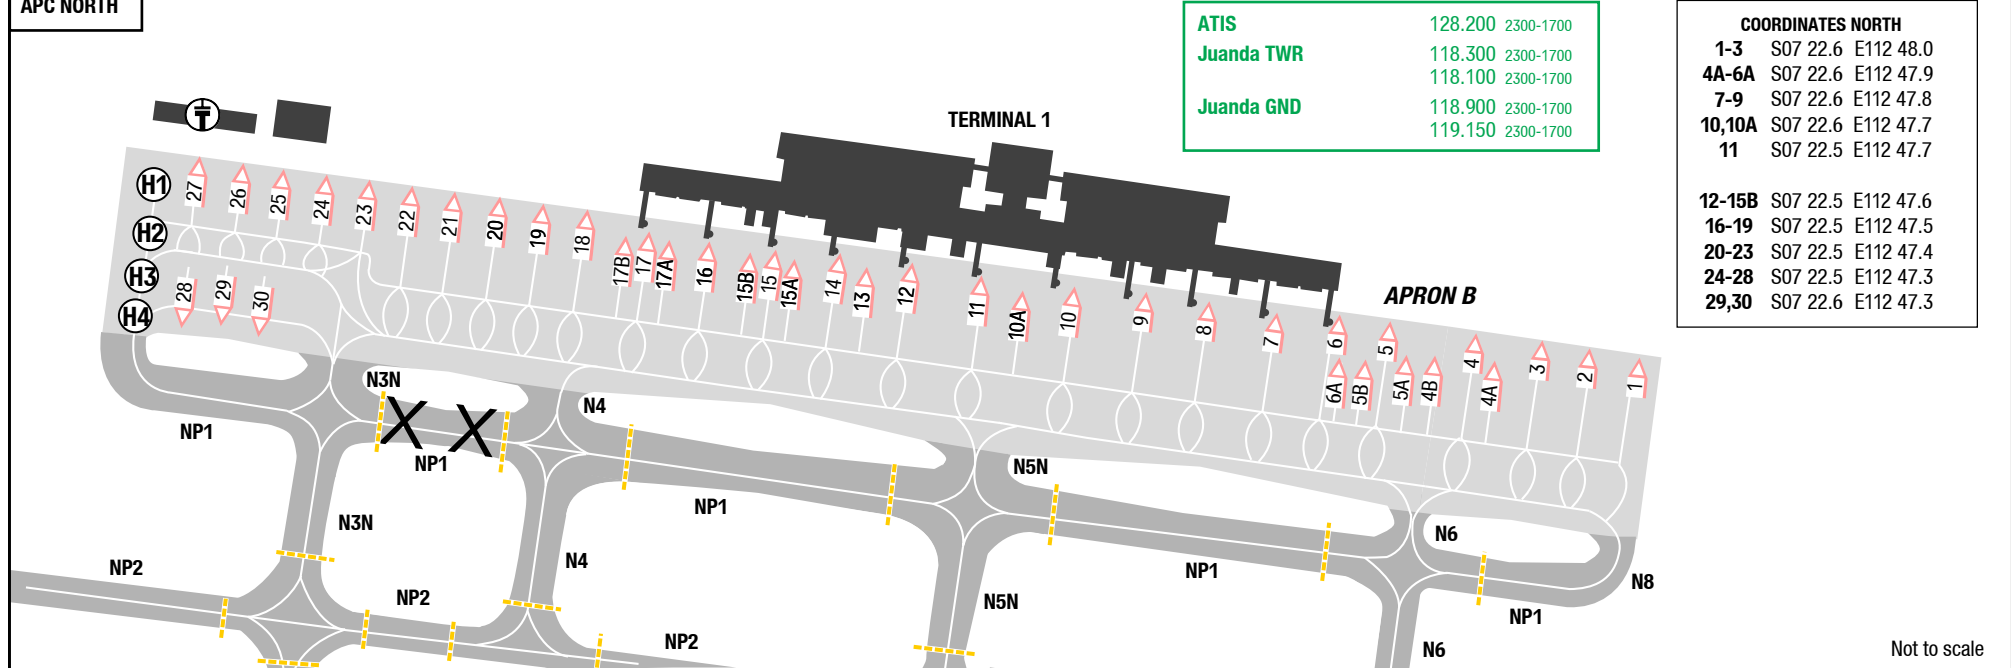 APC NORTH
ATIS 128.200 2300-1700
Juanda TWR 118.300 2300-1700
118.100 2300-1700
Juanda GND 118.900 2300-1700
119.150 2300-1700
COORDINATES NORTH
1-3 S07 22.6 E112 48.0
4A-6A S07 22.6 E112 47.9
7-9 S07 22.6 E112 47.8
10,10A S07 22.6 E112 47.7
11 S07 22.5 E112 47.7
12-15B S07 22.5 E112 47.6
16-19 S07 22.5 E112 47.5
20-23 S07 22.5 E112 47.4
24-28 S07 22.5 E112 47.3
29,30 S07 22.6 E112 47.3
TERMINAL 1
APRON B
H1
H2
H3
H4
27
26
25
24
23
22
21
20
19
18
17B
17
17A
16
15B
15
15A
14
13
12
11
10A
10
9
8
7
6
6A
5B
5
5A
4B
4
4A
3
2
1
28
29
30
N3N
N4
NP1
NP1
NP1
N5N
N6
N3N
N4
NP1
N8
NP2
NP2
N5N
NP1
NP2
N6
Not to scale